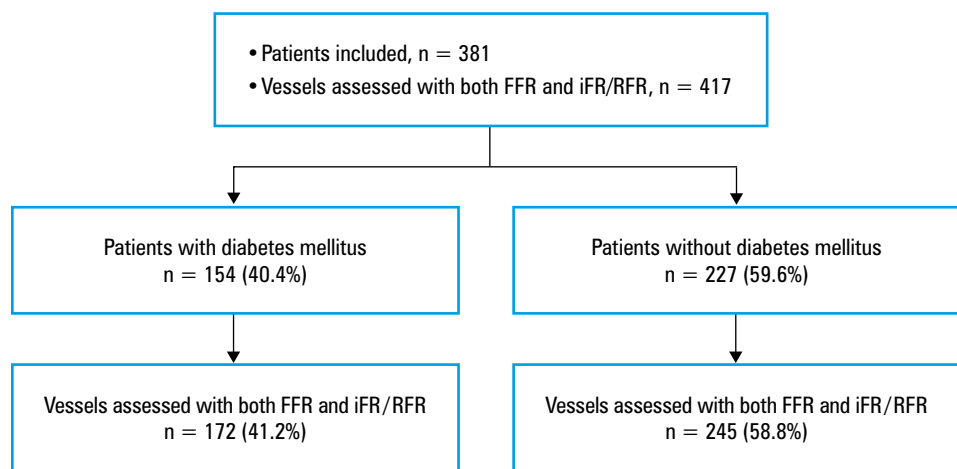 • Patients included, n = 381
• Vessels assessed with both FFR and iFR/RFR, n = 417
Patients with diabetes mellitus
n = 154 (40.4%)
Patients without diabetes mellitus
n = 227 (59.6%)
Vessels assessed with both FFR and iFR/RFR
n = 172 (41.2%)
Vessels assessed with both FFR and iFR/RFR
n = 245 (58.8%)